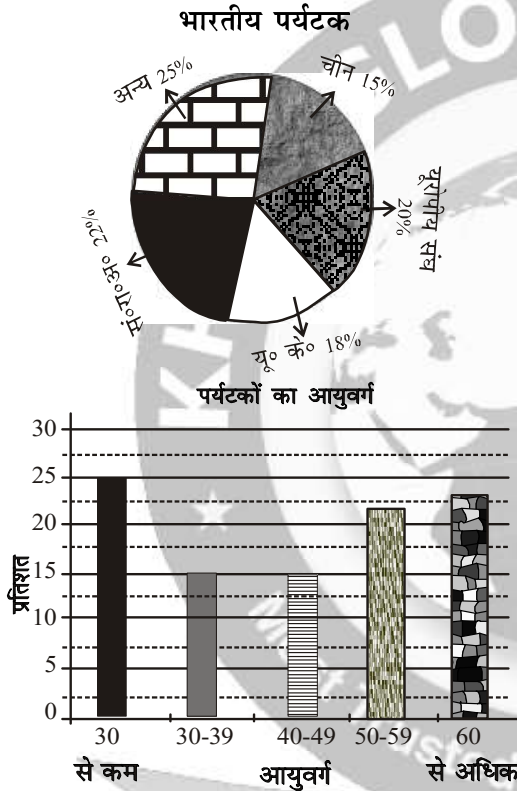 भारतीय पर्यटक
अन्य 25%
चीन 15%
यूरोपीय संघ
20%
सं०रा०अ० 22%
यू० के० 18%
पर्यटकों का आयुवर्ग
प्रतिशत
30
25
20
15
10
5
0
30 30-39 40-49 50-59 60
से कम आयुवर्ग से अधिक